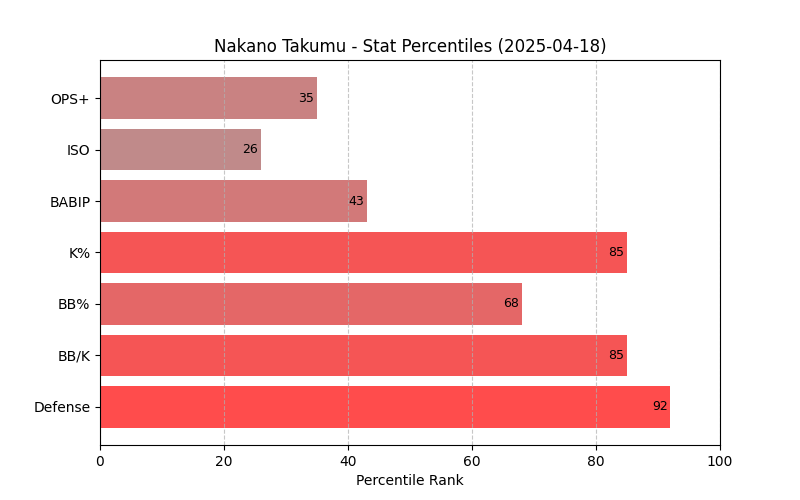 Nakano Takumu - Stat Percentiles (2025-04-18)
OPS+ 35
ISO 26
BABIP 43
K% 85
BB% 68
BB/K 85
Defense 92
0 20 40 60 80 100
Percentile Rank